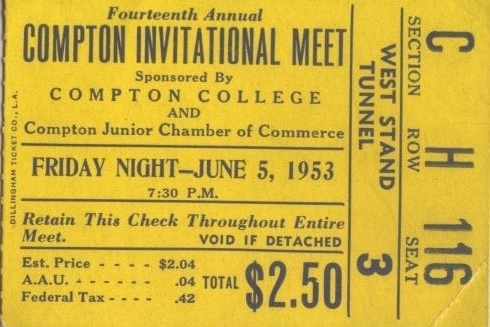 Fourteenth Annual
COMPTON INVITATIONAL MEET
Sponsored By
COMPTON COLLEGE
AND
Compton Junior Chamber of Commerce
FRIDAY NIGHT—JUNE 5, 1953
7:30 P.M.
Retain This Check Throughout Entire
Meet. VOID IF DETACHED
Est. Price - - - - $2.04
A.A.U. - - - - .04
Federal Tax - - .42
TOTAL $2.50
DILLINGHAM TICKET CO., L.A.
WEST STAND
TUNNEL
3
SECTION ROW SEAT
C H 116